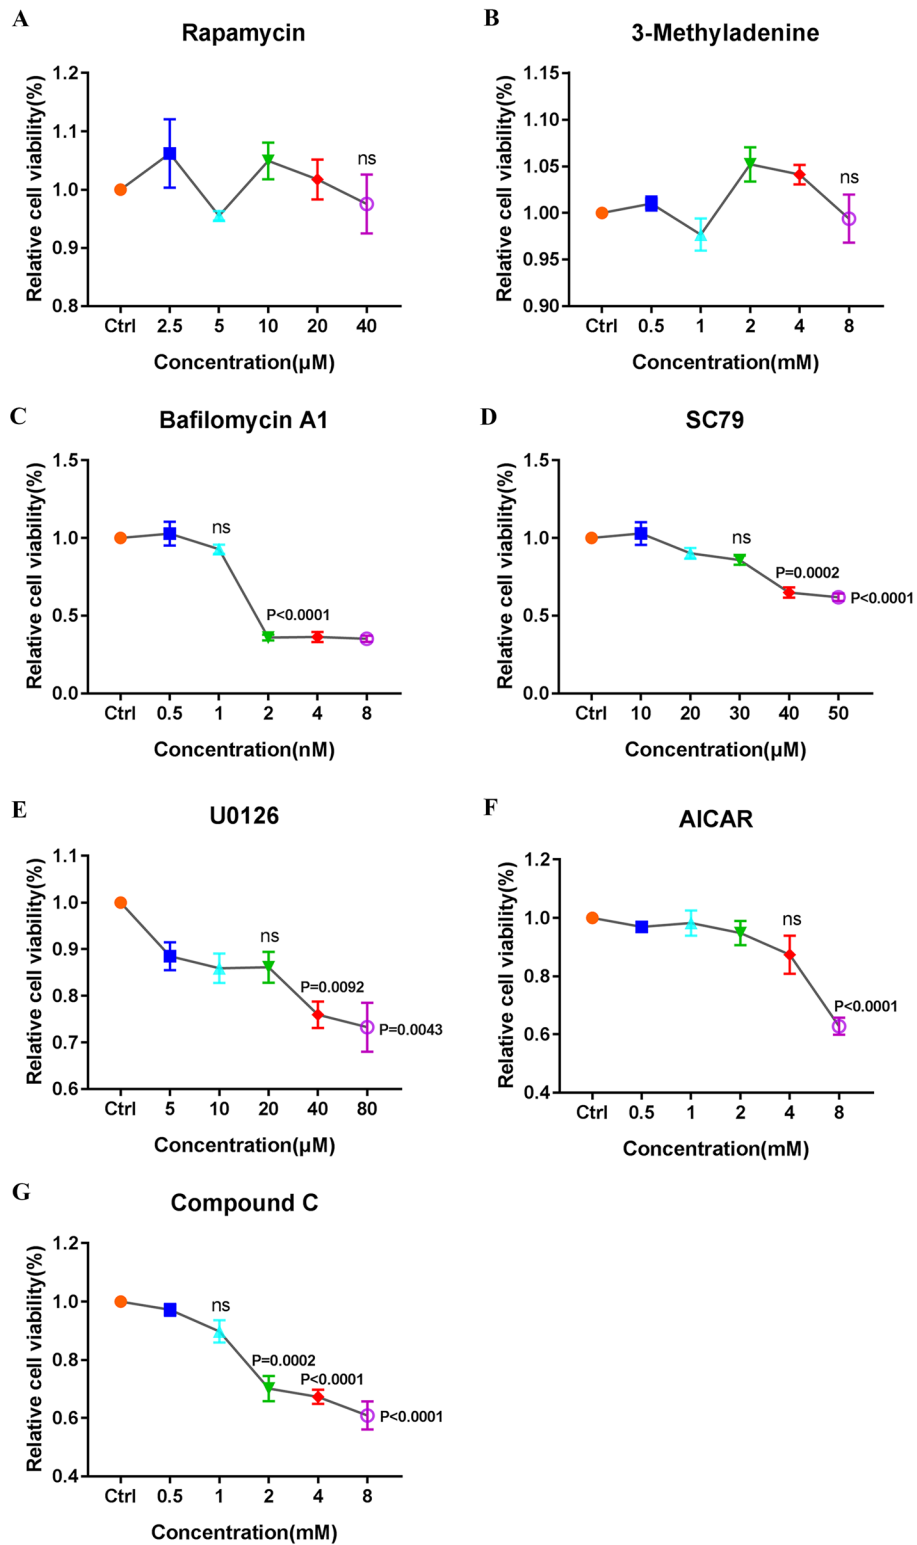 A
Rapamycin
Relative cell viability(%)
1.2
1.1
1.0
0.9
0.8
ns
Ctrl 2.5 5 10 20 40
Concentration(μM)
B
3-Methyladenine
Relative cell viability(%)
1.15
1.10
1.05
1.00
0.95
0.90
ns
Ctrl 0.5 1 2 4 8
Concentration(mM)
C
Bafilomycin A1
Relative cell viability(%)
1.5
1.0
0.5
0.0
ns
P<0.0001
Ctrl 0.5 1 2 4 8
Concentration(nM)
D
SC79
Relative cell viability(%)
1.5
1.0
0.5
0.0
ns
P=0.0002
P<0.0001
Ctrl 10 20 30 40 50
Concentration(μM)
E
U0126
Relative cell viability(%)
1.1
1.0
0.9
0.8
0.7
0.6
ns
P=0.0092
P=0.0043
Ctrl 5 10 20 40 80
Concentration(μM)
F
AICAR
Relative cell viability(%)
1.2
1.0
0.8
0.6
0.4
ns
P<0.0001
Ctrl 0.5 1 2 4 8
Concentration(mM)
G
Compound C
Relative cell viability(%)
1.2
1.0
0.8
0.6
0.4
ns
P=0.0002
P<0.0001
P<0.0001
Ctrl 0.5 1 2 4 8
Concentration(mM)